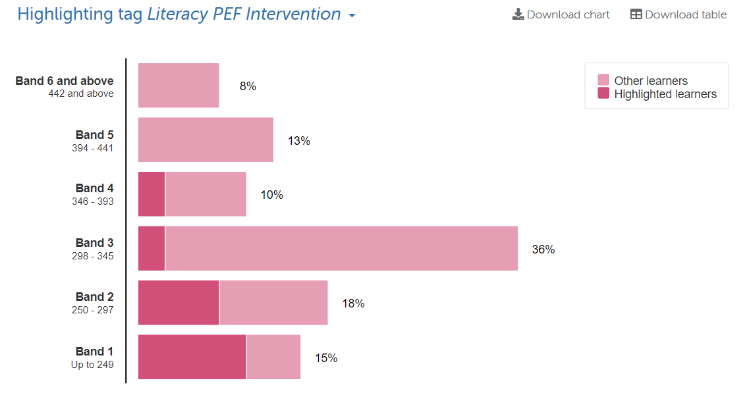 Highlighting tag Literacy PEF Intervention
Download chart
Download table
Other learners
Highlighted learners
Band 6 and above
442 and above
8%
Band 5
394 - 441
13%
Band 4
346 - 393
10%
Band 3
298 - 345
36%
Band 2
250 - 297
18%
Band 1
Up to 249
15%